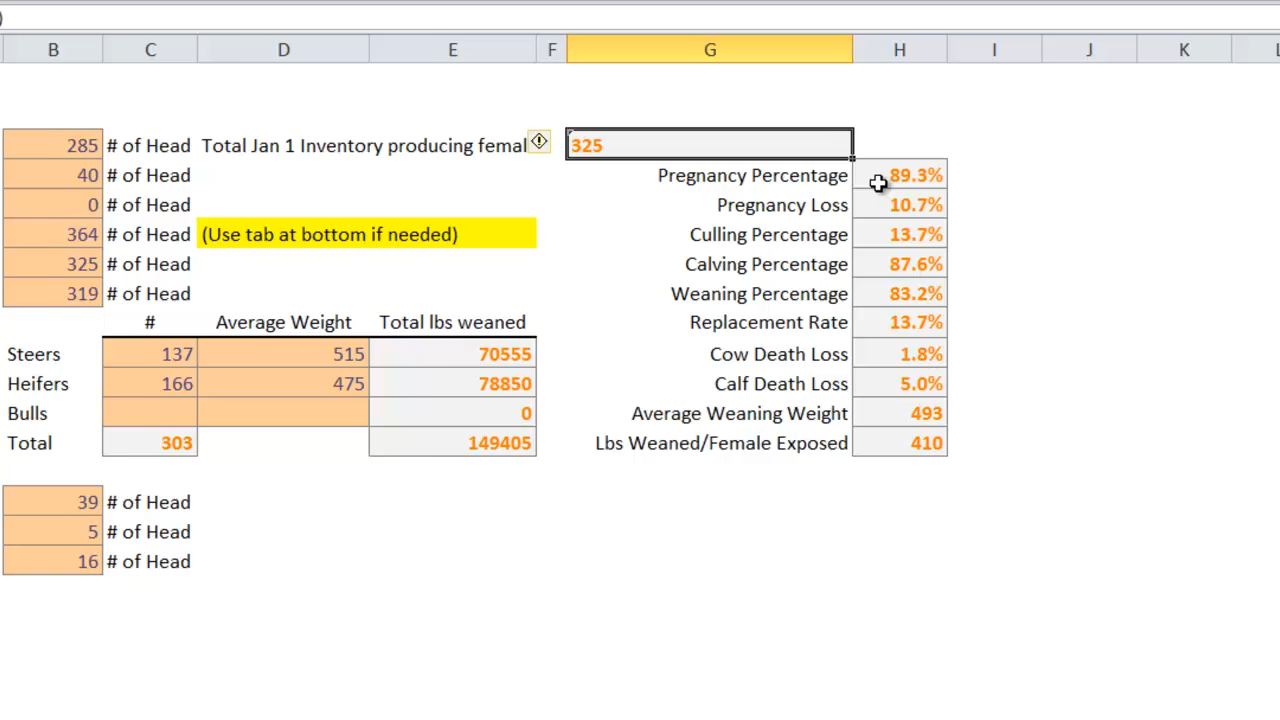 )
B C D E F G H I J K L
285 # of Head Total Jan 1 Inventory producing femal 325
40 # of Head Pregnancy Percentage 89.3%
0 # of Head Pregnancy Loss 10.7%
364 # of Head (Use tab at bottom if needed) Culling Percentage 13.7%
325 # of Head Calving Percentage 87.6%
319 # of Head Weaning Percentage 83.2%
# Average Weight Total lbs weaned Replacement Rate 13.7%
Steers 137 515 70555 Cow Death Loss 1.8%
Heifers 166 475 78850 Calf Death Loss 5.0%
Bulls 0 Average Weaning Weight 493
Total 303 149405 Lbs Weaned/Female Exposed 410
39 # of Head
5 # of Head
16 # of Head